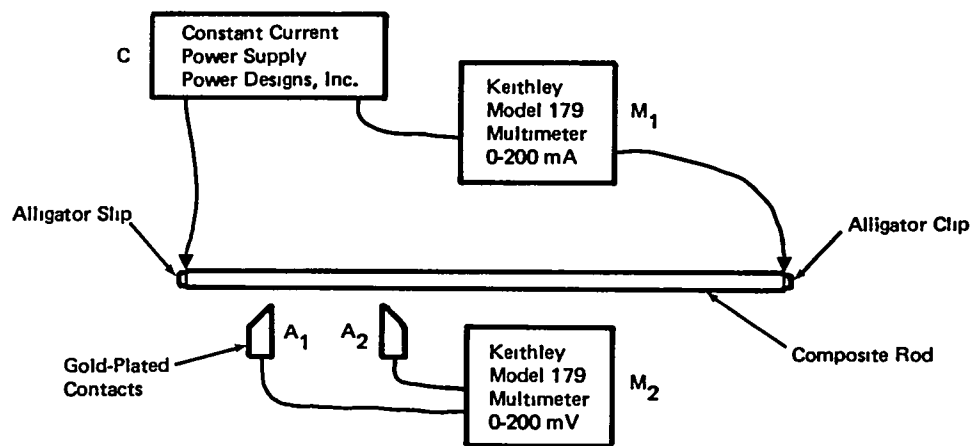 C
Constant Current
Power Supply
Power Designs, Inc.
Keithley
Model 179
Multimeter
0-200 mA
M1
Alligator Slip
Alligator Clip
A1
A2
Gold-Plated
Contacts
Keithley
Model 179
Multimeter
0-200 mV
M2
Composite Rod